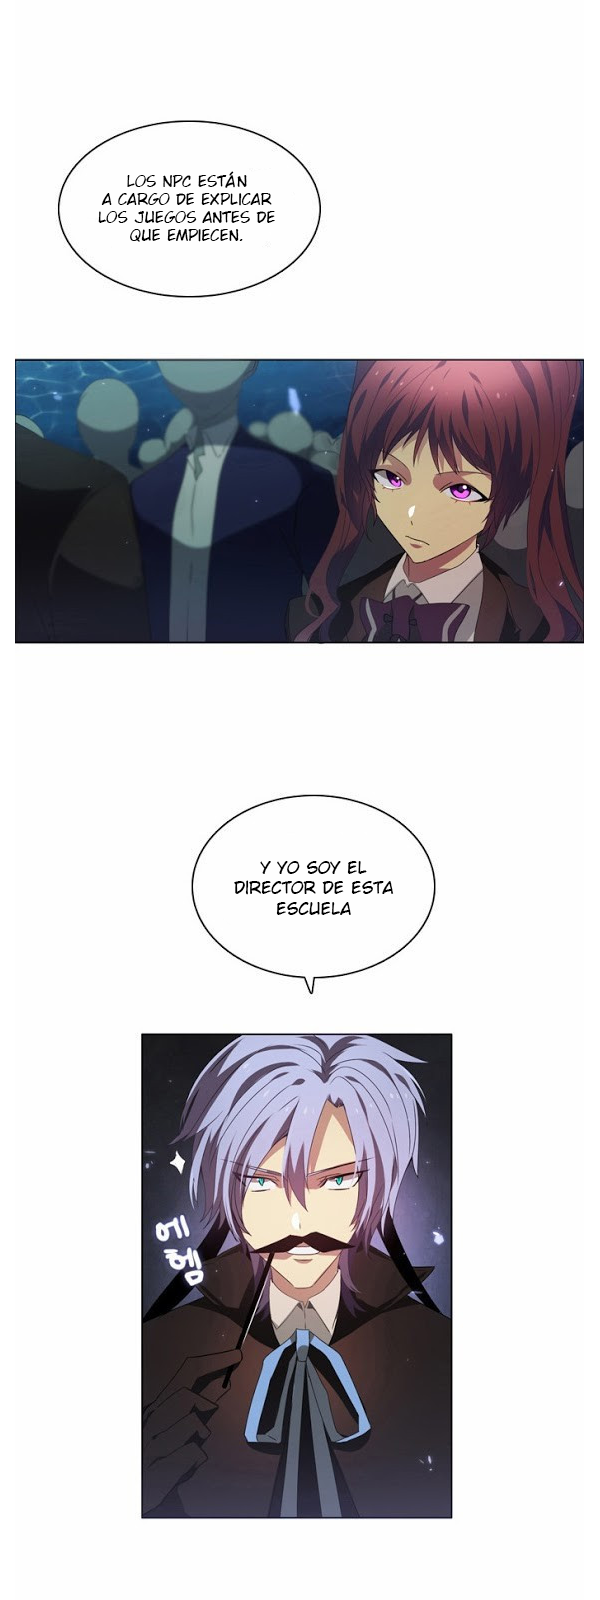 LOS NPC ESTÁN
A CARGO DE EXPLICAR
LOS JUEGOS ANTES DE
QUE EMPIECEN.
Y YO SOY EL
DIRECTOR DE ESTA
ESCUELA
에
헴